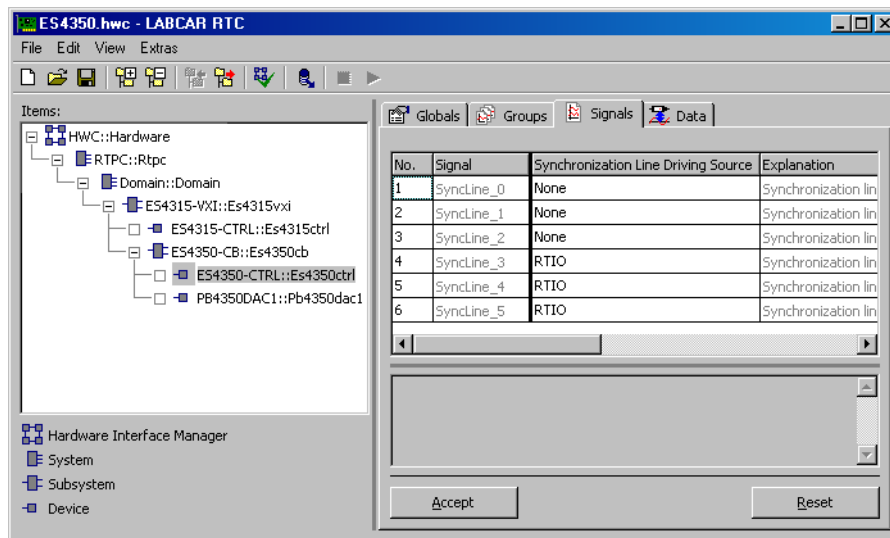 ES4350.hwc - LABCAR RTC
File Edit View Extras
Items:
HWC::Hardware
RTPC::Rtpc
Domain::Domain
ES4315-VXI::Es4315vxi
ES4315-CTRL::Es4315ctrl
ES4350-CB::Es4350cb
ES4350-CTRL::Es4350ctrl
PB4350DAC1::Pb4350dac1
Hardware Interface Manager
System
Subsystem
Device
Globals Groups Signals Data
No. Signal Synchronization Line Driving Source Explanation
1 SyncLine_0 None Synchronization lin
2 SyncLine_1 None Synchronization lin
3 SyncLine_2 None Synchronization lin
4 SyncLine_3 RTIO Synchronization lin
5 SyncLine_4 RTIO Synchronization lin
6 SyncLine_5 RTIO Synchronization lin
Accept Reset